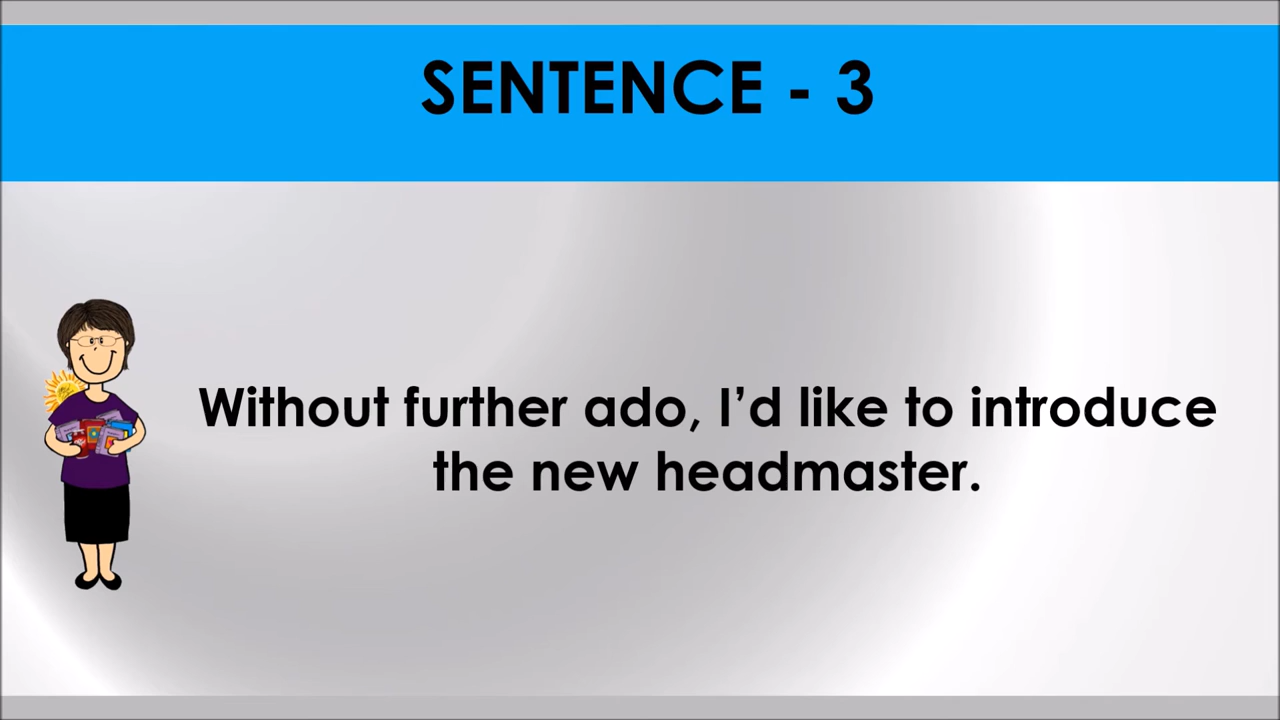 SENTENCE - 3
Without further ado, I’d like to introduce
the new headmaster.